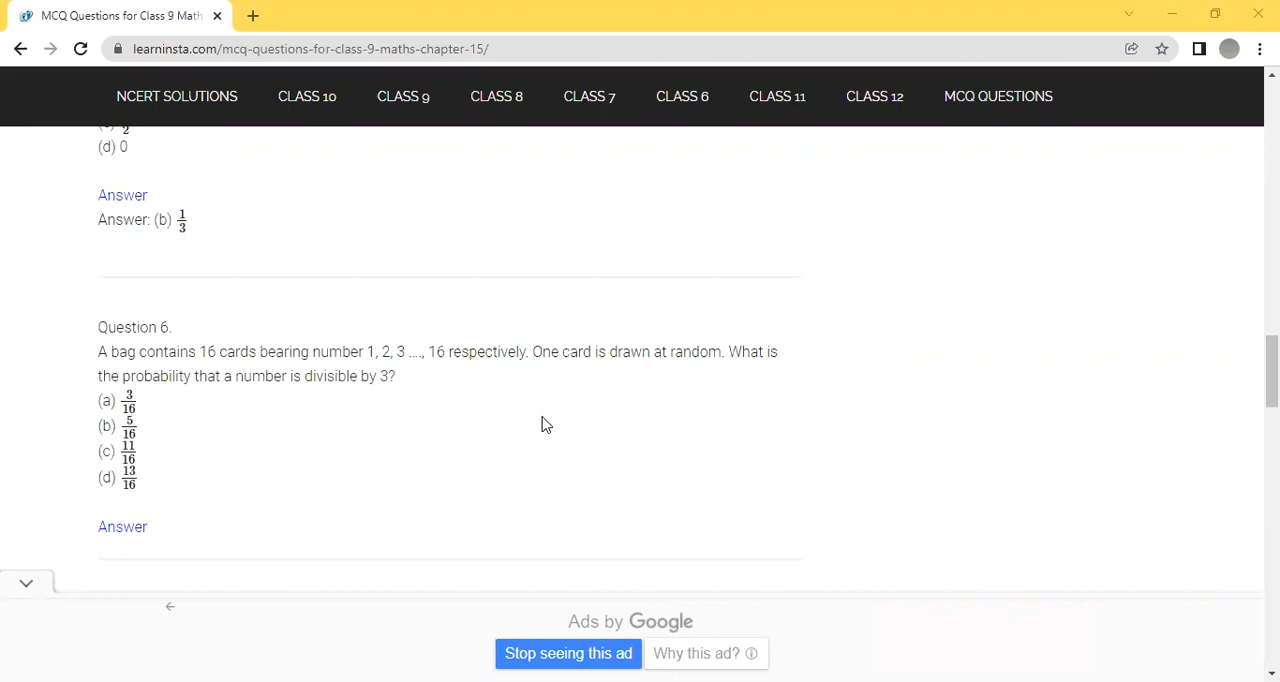 MCQ Questions for Class 9 Math
learninsta.com/mcq-questions-for-class-9-maths-chapter-15/
NCERT SOLUTIONS CLASS 10 CLASS 9 CLASS 8 CLASS 7 CLASS 6 CLASS 11 CLASS 12 MCQ QUESTIONS
(d) 0
Answer
Answer: (b) 1/3
Question 6.
A bag contains 16 cards bearing number 1, 2, 3 …., 16 respectively. One card is drawn at random. What is
the probability that a number is divisible by 3?
(a) 3/16
(b) 5/16
(c) 11/16
(d) 13/16
Answer
Ads by Google
Stop seeing this ad Why this ad?